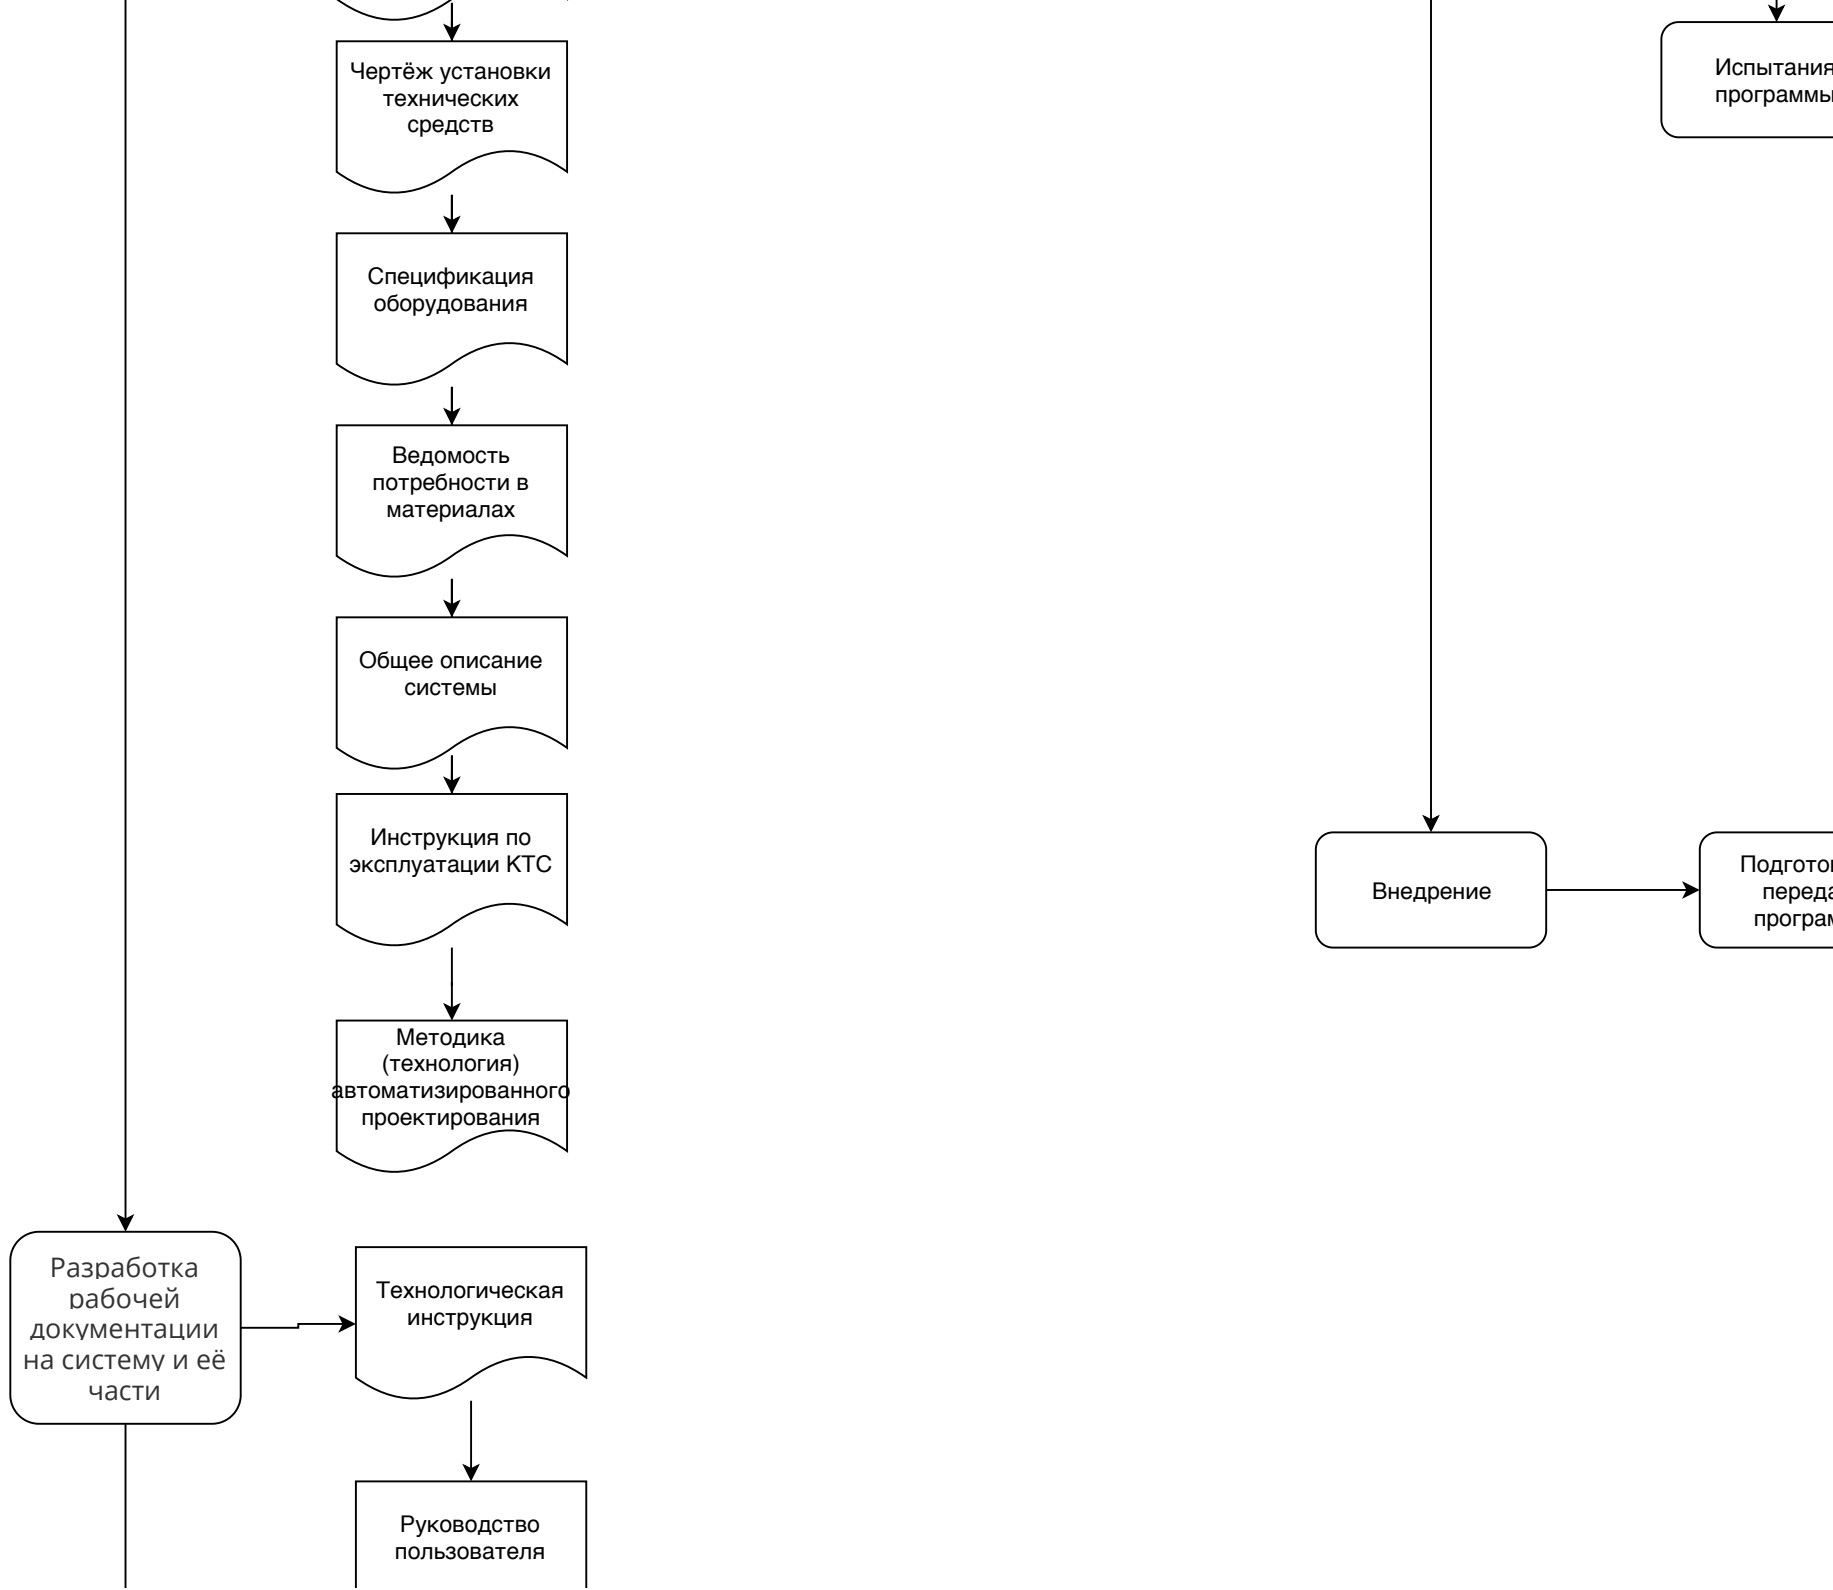 Чертёж установки
технических
средств
Спецификация
оборудования
Ведомость
потребности в
материалах
Общее описание
системы
Инструкция по
эксплуатации КТС
Методика
(технология)
автоматизированного
проектирования
Разработка
рабочей
документации
на систему и её
части
Технологическая
инструкция
Руководство
пользователя
Испытания
программы
Внедрение